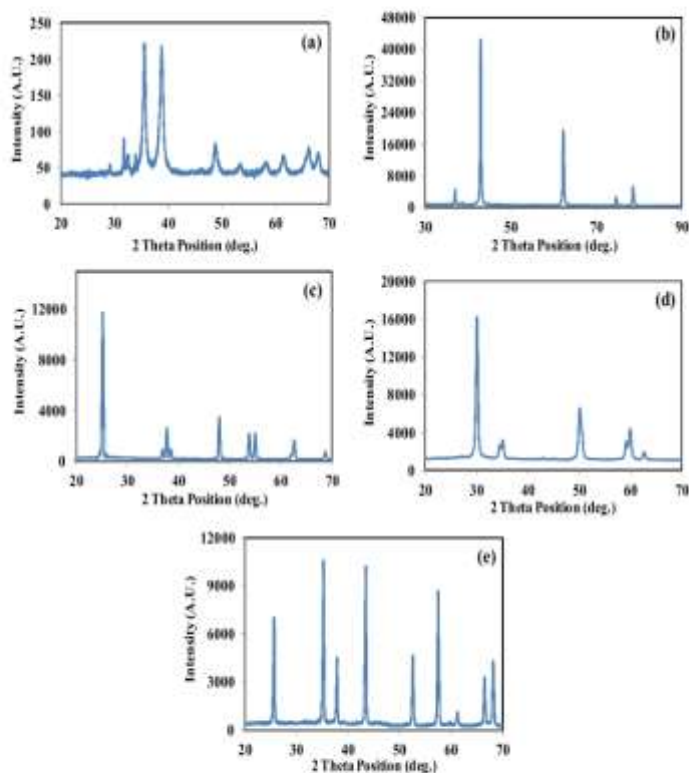 250
200
150
100
50
0
Intensity (A.U.)
(a)
20 30 40 50 60 70
2 Theta Position (deg.)
48000
40000
32000
24000
16000
8000
0
Intensity (A.U.)
(b)
30 50 70 90
2 Theta Position (deg.)
12000
8000
4000
0
Intensity (A.U.)
(c)
20 30 40 50 60 70
2 Theta Position (deg.)
20000
16000
12000
8000
4000
0
Intensity (A.U.)
(d)
20 30 40 50 60 70
2 Theta Position (deg.)
12000
9000
6000
3000
0
Intensity (A.U.)
(e)
20 30 40 50 60 70
2 Theta Position (deg.)